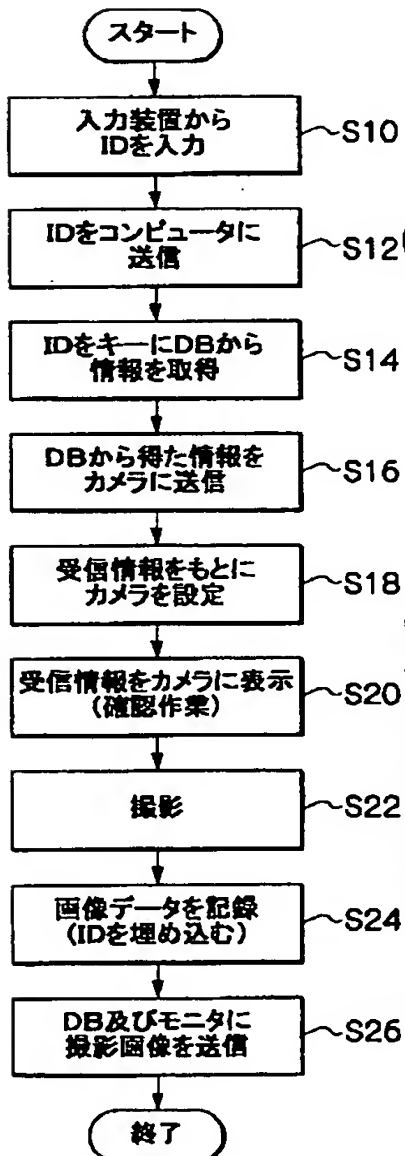 スタート
入力装置から
IDを入力
S10
IDをコンピュータに
送信
S12
IDをキーにDBから
情報を取得
S14
DBから得た情報を
カメラに送信
S16
受信情報をもとに
カメラを設定
S18
受信情報をカメラに表示
(確認作業)
S20
撮影
S22
画像データを記録
(IDを埋め込む)
S24
DB及びモニタに
撮影画像を送信
S26
終了